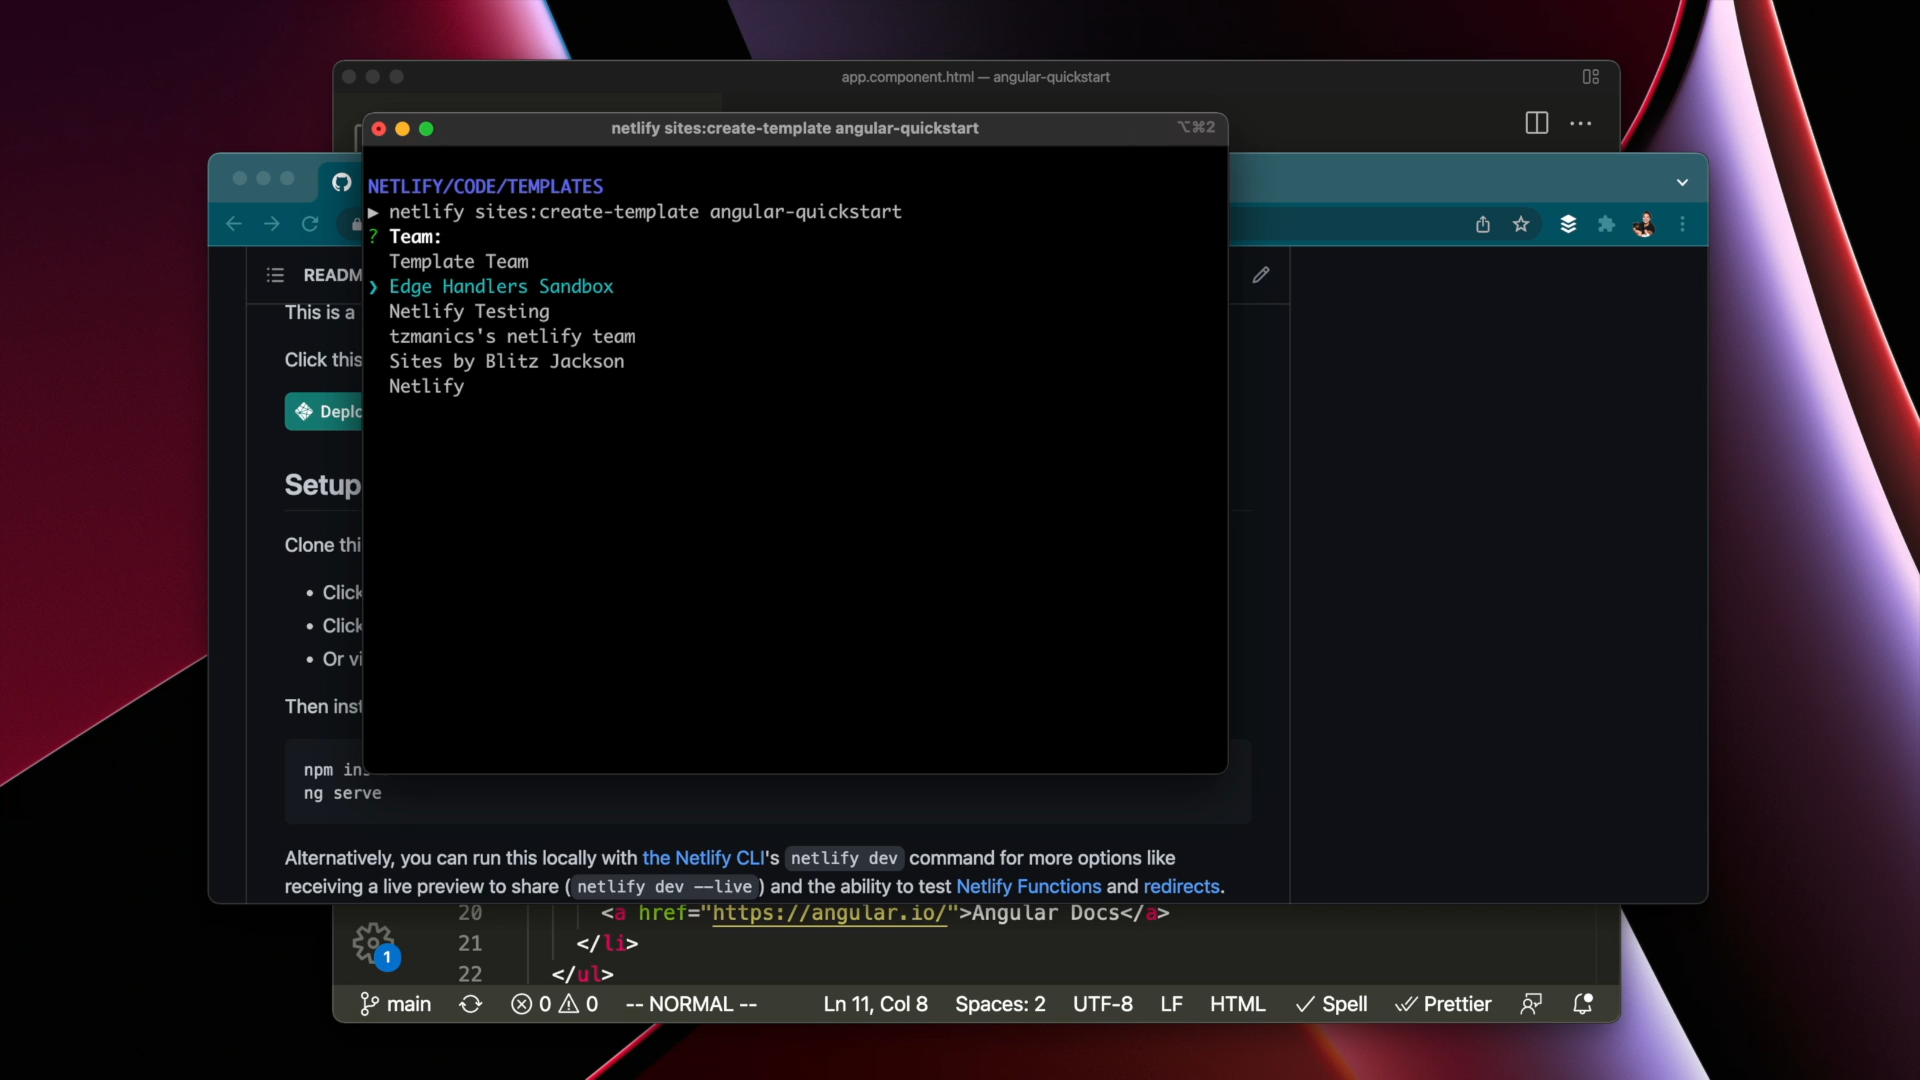 app.component.html — angular-quickstart
netlify sites:create-template angular-quickstart
⌥⌘2
NETLIFY/CODE/TEMPLATES
▶ netlify sites:create-template angular-quickstart
? Team:
Template Team
❯ Edge Handlers Sandbox
Netlify Testing
tzmanics's netlify team
Sites by Blitz Jackson
Netlify
READM
This is a
Click this
Deplo
Setup
Clone thi
• Click
• Click
• Or vi
Then inst
npm ins
ng serve
Alternatively, you can run this locally with the Netlify CLI's netlify dev command for more options like
receiving a live preview to share ( netlify dev --live ) and the ability to test Netlify Functions and redirects.
20 <a href="https://angular.io/">Angular Docs</a>
21 </li>
22 </ul>
1
main 0 0 -- NORMAL -- Ln 11, Col 8 Spaces: 2 UTF-8 LF HTML ✓ Spell Prettier